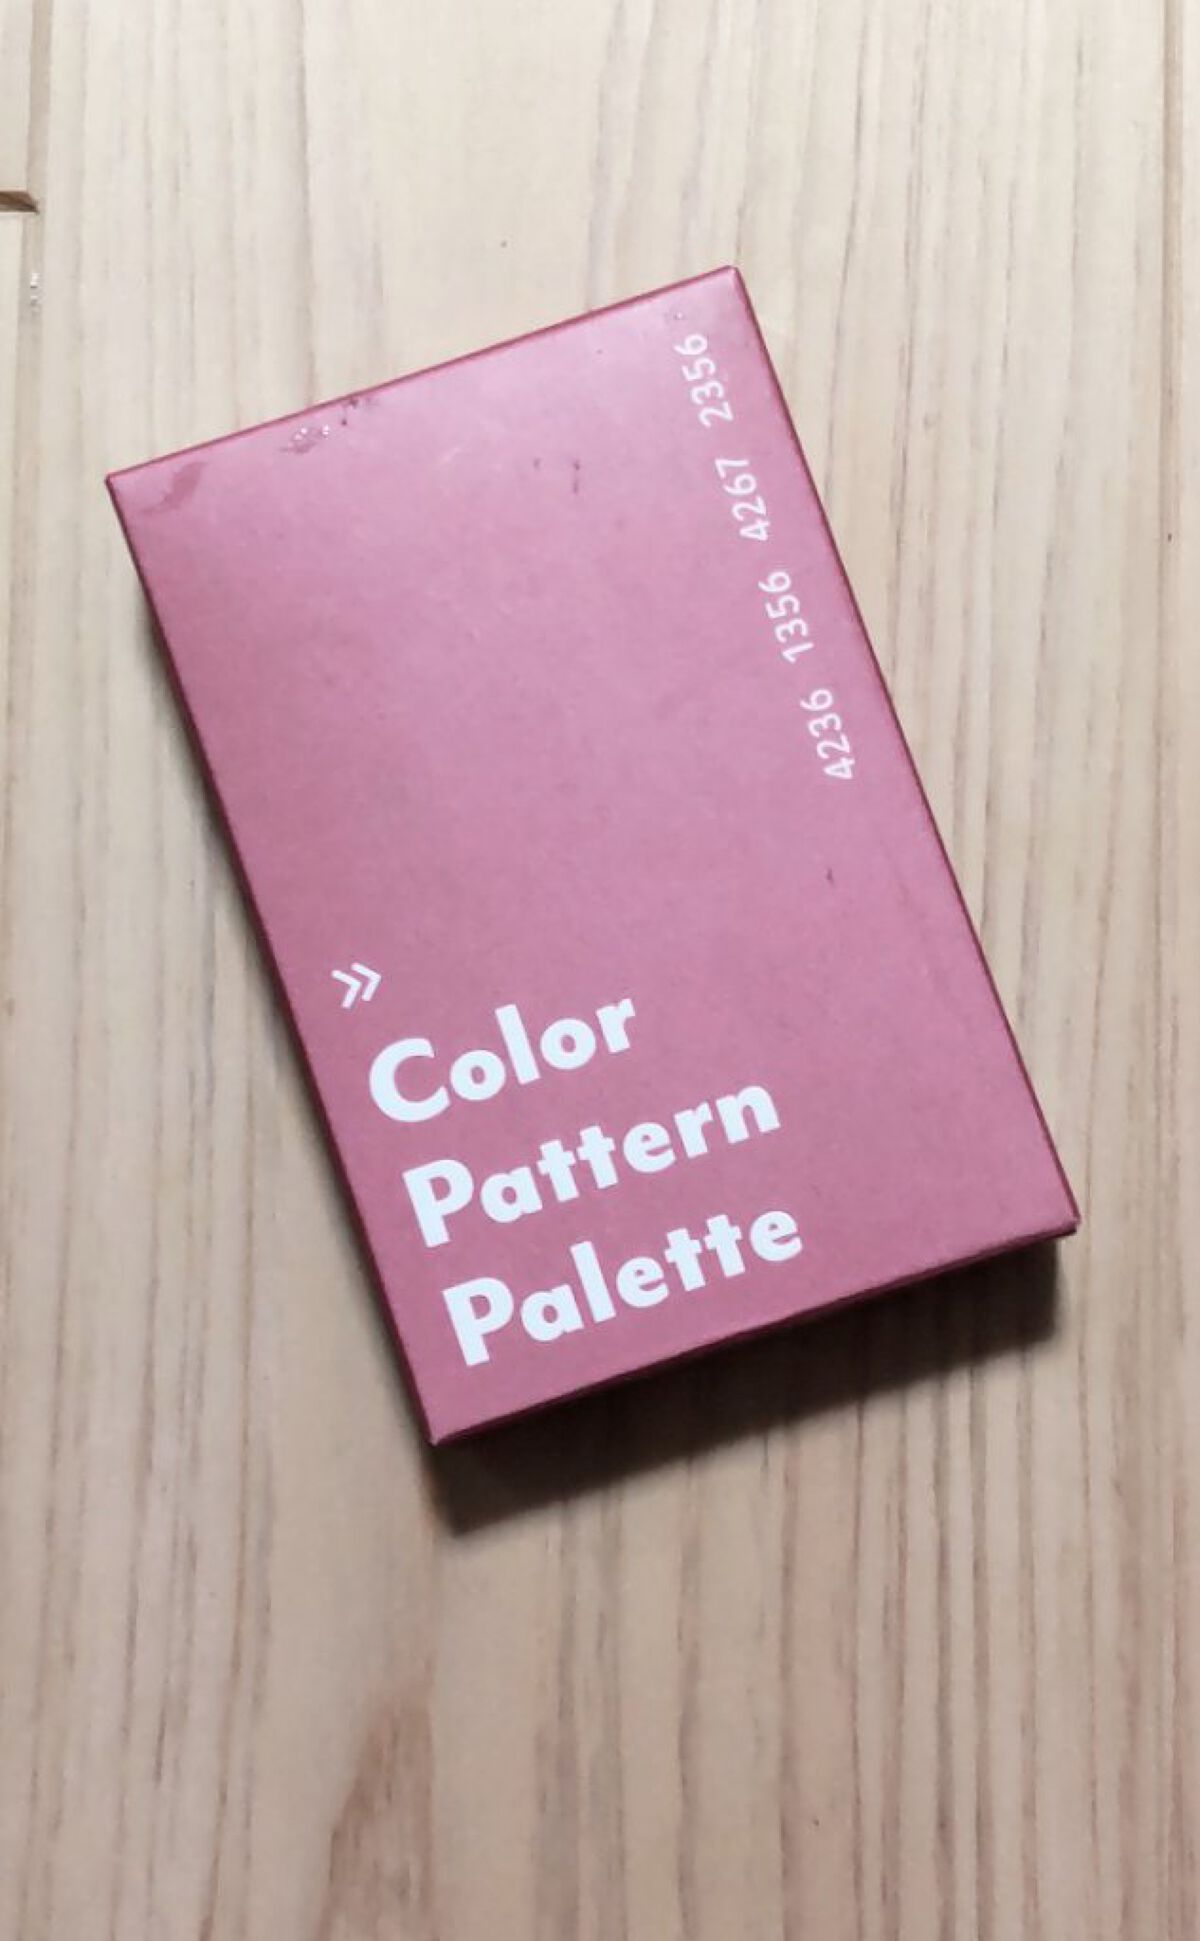 4236 1356 4267 2356
»
Color
Pattern
Palette